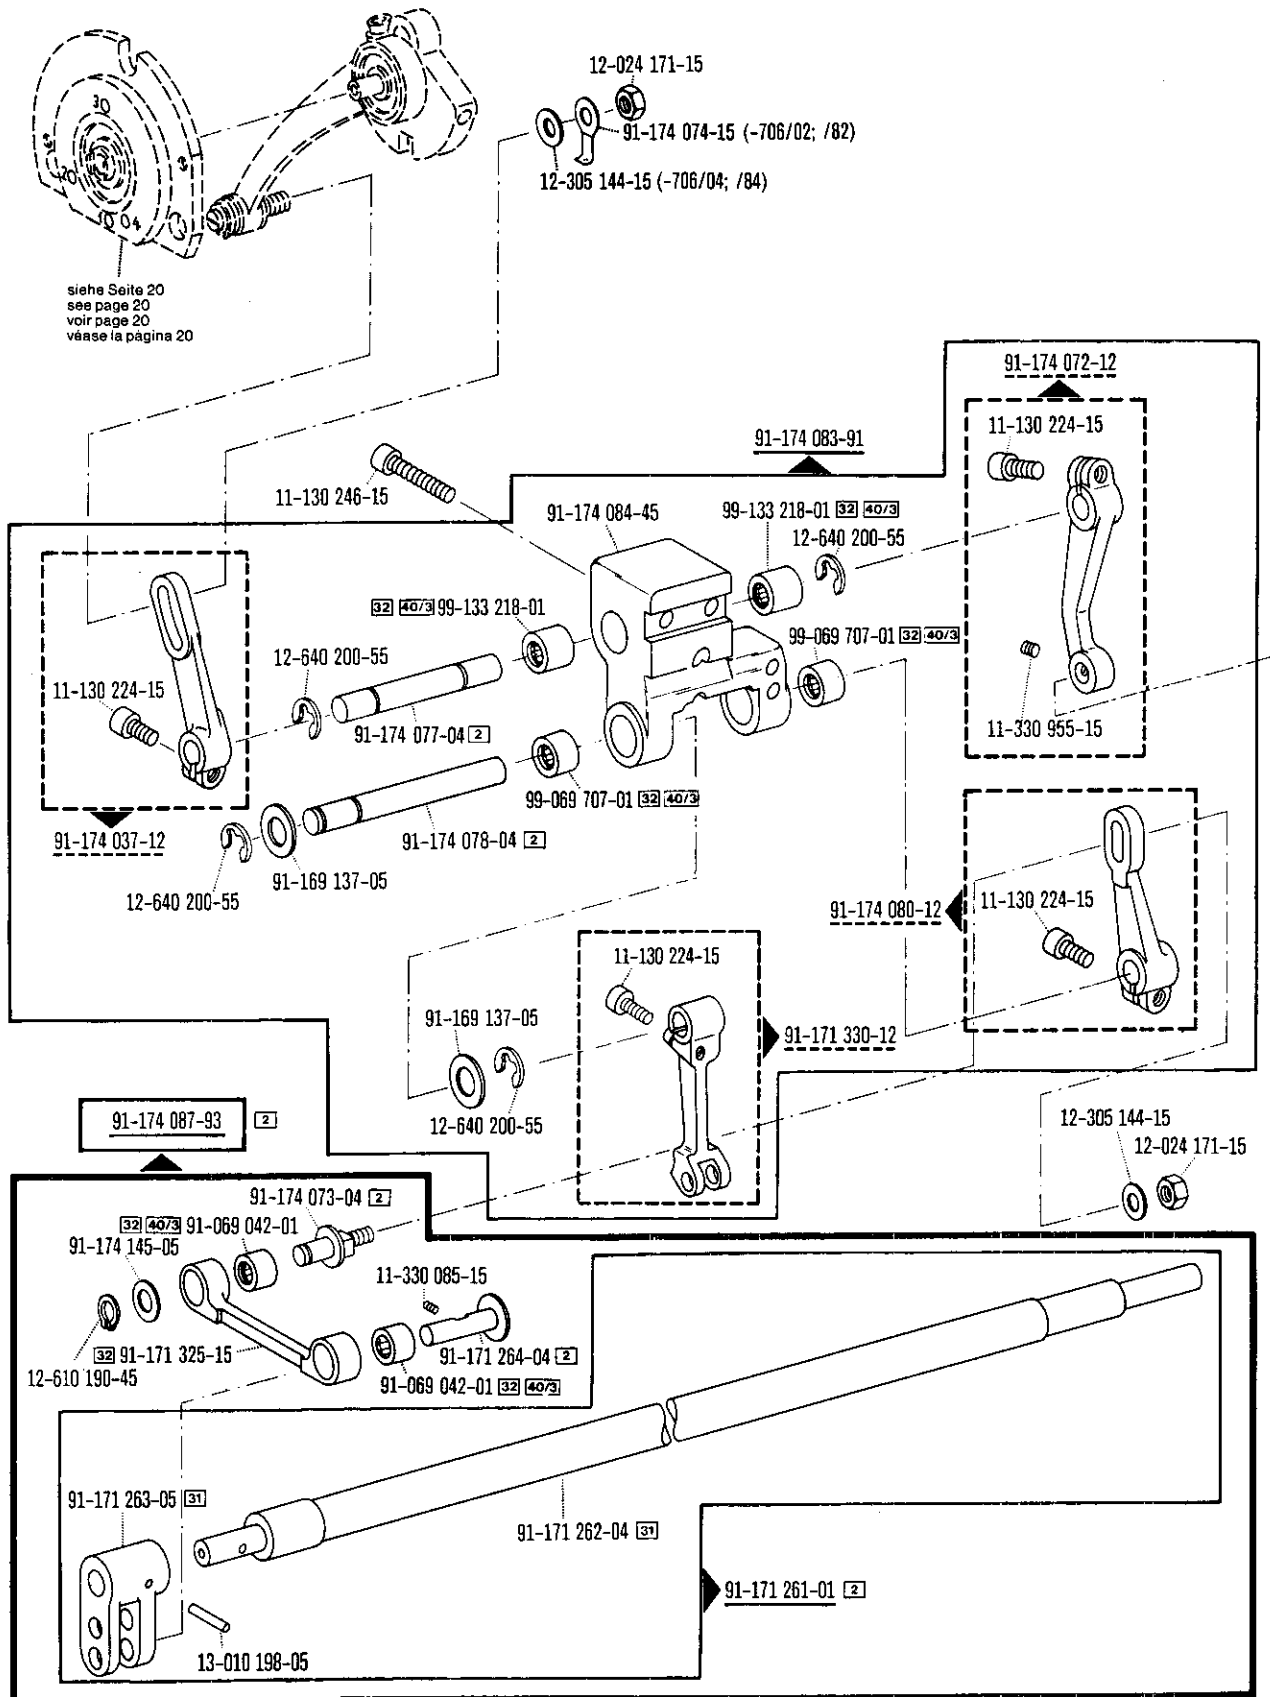 12-024 171-15
91-174 074-15 (-706/02; /82)
12-305 144-15 (-706/04; /84)
30
20
10
4
siehe Seite 20
see page 20
voir page 20
véase la página 20
91-174 072-12
11-130 224-15
91-174 083-91
11-130 246-15
91-174 084-45
99-133 218-01 32 40/3
12-640 200-55
32 40/3 99-133 218-01
99-069 707-01 32 40/3
12-640 200-55
11-130 224-15
91-174 077-04 2
11-330 955-15
99-069 707-01 32 40/3
91-174 037-12
91-174 078-04 2
91-169 137-05
12-640 200-55
91-174 080-12
11-130 224-15
11-130 224-15
91-169 137-05
91-171 330-12
12-640 200-55
91-174 087-93 2
12-305 144-15
12-024 171-15
91-174 073-04 2
32 40/3 91-069 042-01
91-174 145-05
11-330 085-15
32 91-171 325-15
91-171 264-04 2
12-610 190-45
91-069 042-01 32 40/3
91-171 263-05 31
91-171 262-04 31
91-171 261-01 2
13-010 198-05